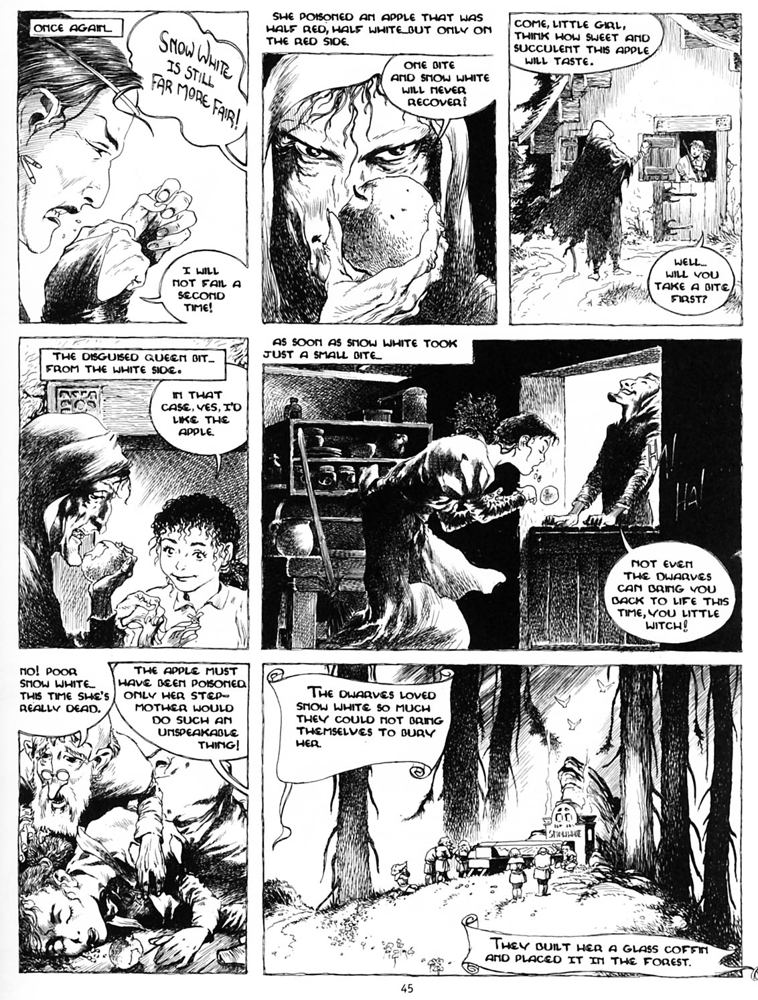 ONCE AGAIN...
SNOW WHITE
IS STILL
FAR MORE FAIR!
I WILL
NOT FAIL A
SECOND
TIME!
SHE POISONED AN APPLE THAT WAS
HALF RED, HALF WHITE...BUT ONLY ON
THE RED SIDE.
ONE BITE
AND SNOW WHITE
WILL NEVER
RECOVER!
COME, LITTLE GIRL,
THINK HOW SWEET AND
SUCCULENT THIS APPLE
WILL TASTE.
WELL...
WILL YOU
TAKE A BITE
FIRST?
THE DISGUISED QUEEN BIT...
FROM THE WHITE SIDE.
IN THAT
CASE, YES, I'D
LIKE THE
APPLE.
AS SOON AS SNOW WHITE TOOK
JUST A SMALL BITE...
HA!
HA!
NOT EVEN
THE DWARVES
CAN BRING YOU
BACK TO LIFE THIS
TIME, YOU LITTLE
WITCH!
NO! POOR
SNOW WHITE...
THIS TIME SHE'S
REALLY DEAD.
THE APPLE MUST
HAVE BEEN POISONED.
ONLY HER STEP-
MOTHER WOULD
DO SUCH AN
UNSPEAKABLE
THING!
THE DWARVES LOVED
SNOW WHITE SO MUCH
THEY COULD NOT BRING
THEMSELVES TO BURY
HER.
SNOWWHITE
THEY BUILT HER A GLASS COFFIN
AND PLACED IT IN THE FOREST.
45